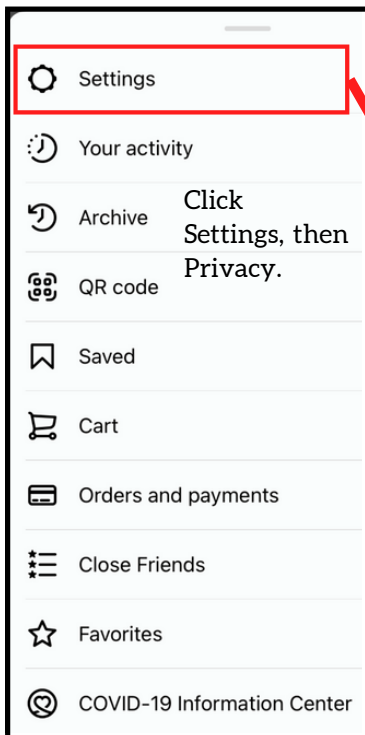 Settings
Your activity
Archive
Click
Settings, then
Privacy.
QR code
Saved
Cart
Orders and payments
Close Friends
Favorites
COVID-19 Information Center